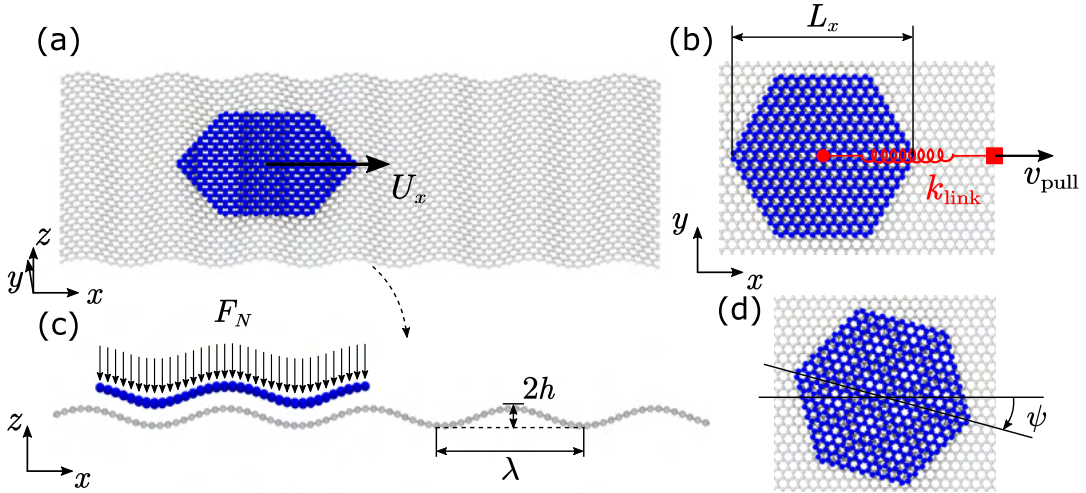 (a)
U_x
z
y
x
(b)
L_x
k_link
v_pull
y
x
(c)
F_N
2h
λ
z
x
(d)
ψ